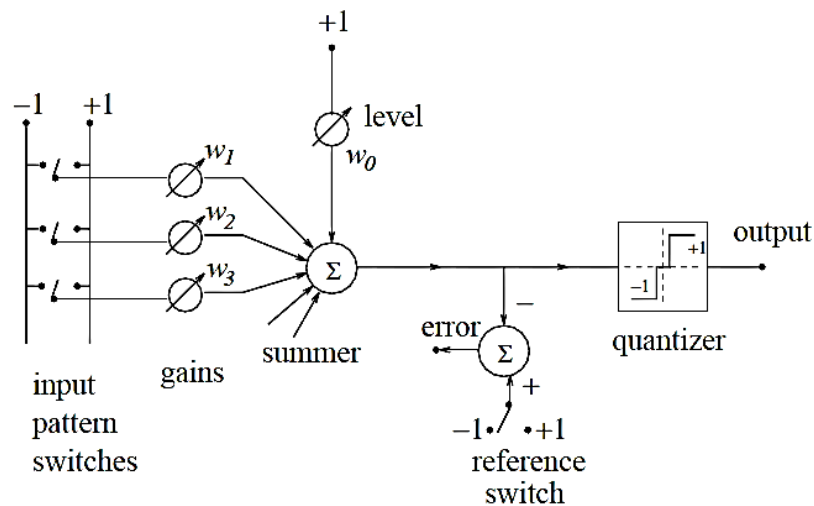 +1
−1
+1
level
w₁
w₀
w₂
w₃
Σ
summer
gains
input
pattern
switches
−
error
Σ
+
−1
+1
reference
switch
−1
+1
quantizer
output